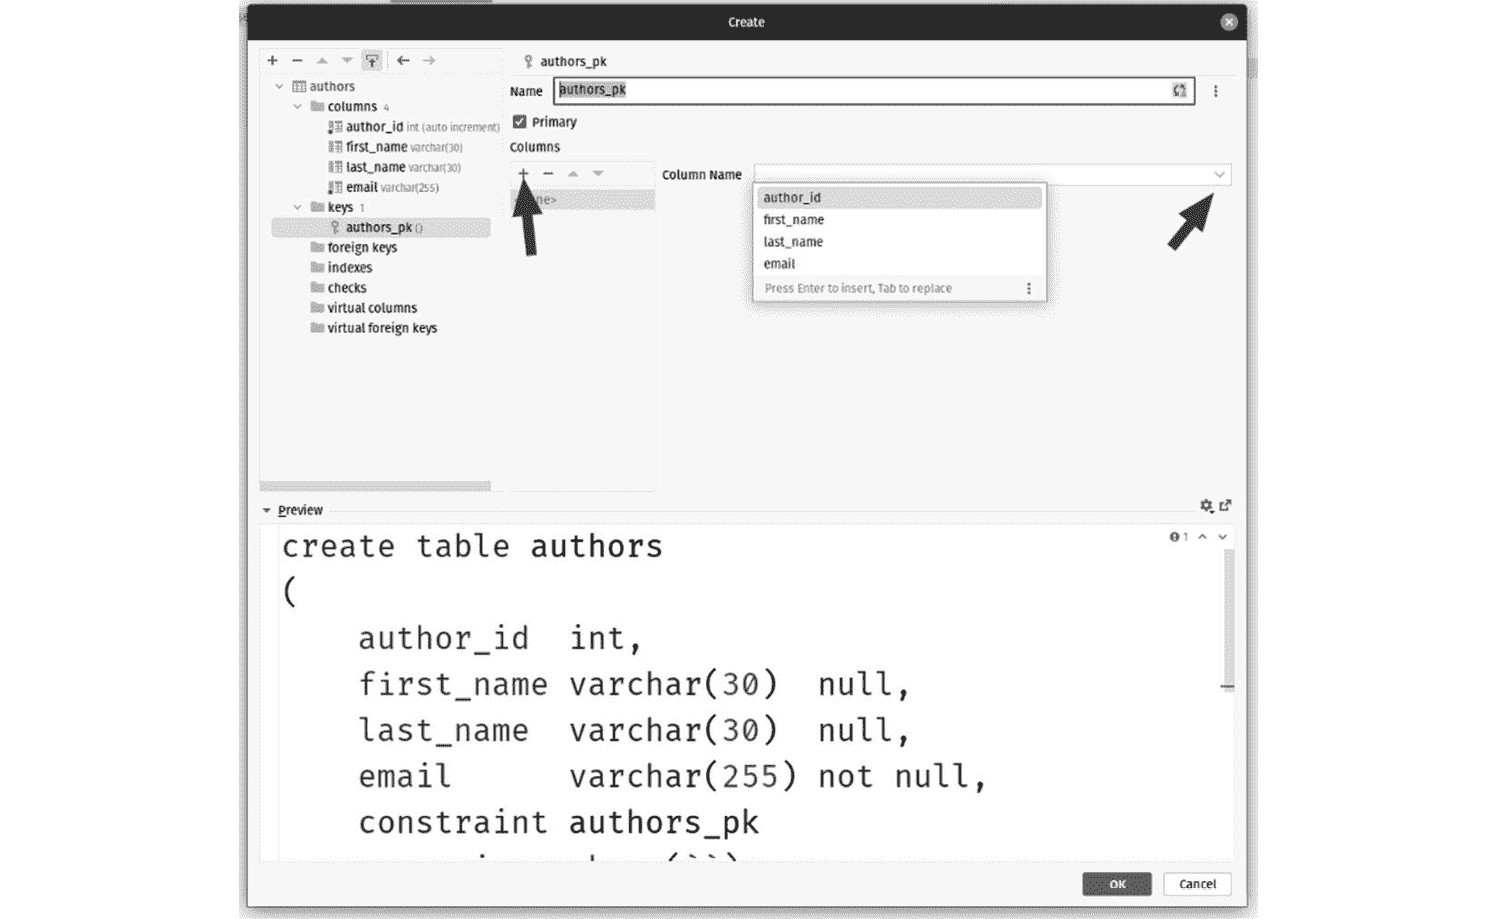 Create
authors_pk
authors
Name authors_pk
columns 4
author_id int (auto increment)
Primary
first_name varchar(30)
Columns
last_name varchar(30)
Column Name
email varchar(255)
author_id
keys 1
first_name
authors_pk ()
last_name
foreign keys
email
indexes
Press Enter to insert, Tab to replace
checks
virtual columns
virtual foreign keys
Preview
1
create table authors
(
author_id int,
first_name varchar(30) null,
last_name varchar(30) null,
email varchar(255) not null,
constraint authors_pk
OK Cancel